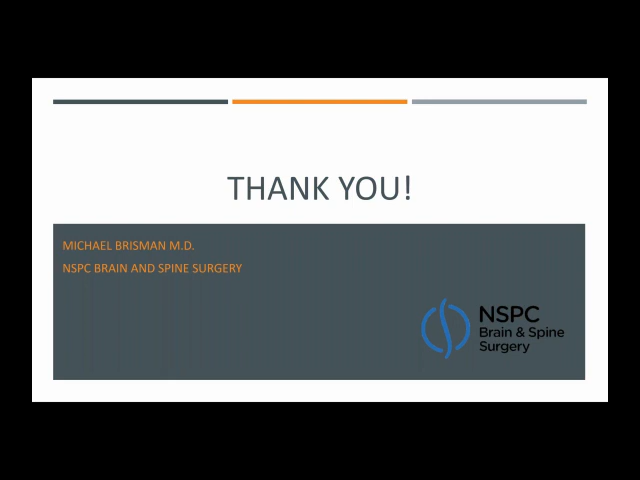 THANK YOU!
MICHAEL BRISMAN M.D.
NSPC BRAIN AND SPINE SURGERY
NSPC
Brain & Spine
Surgery